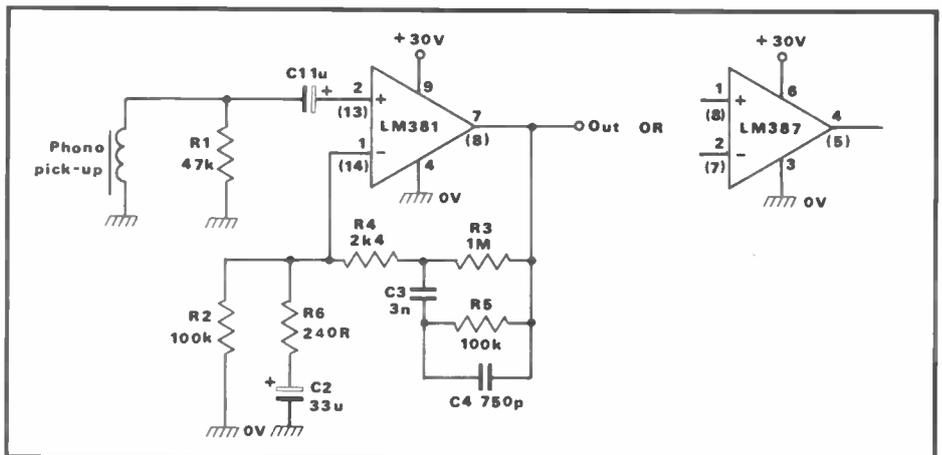 +30V
C1 1u
+
2
+
9
(13)
LM381
7
(8)
Out OR
1
(14)
-
4
0V
Phono
pick-up
R1
47k
+30V
1
+
6
(8)
LM387
4
(5)
2
-
(7)
3
0V
R4
2k4
R3
1M
C3
3n
R5
100k
C4 750p
R2
100k
R6
240R
+
C2
33u
0V